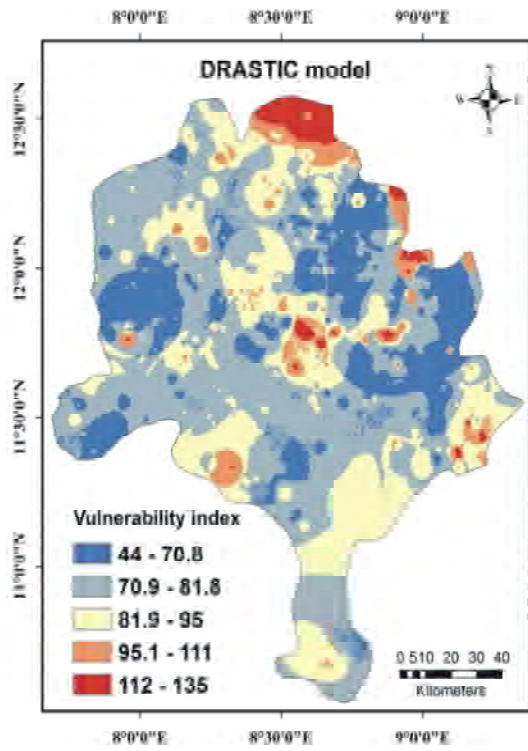 8°0'0"E 8°30'0"E 9°0'0"E
DRASTIC model
N
W E
S
12°30'0"N
12°0'0"N
11°30'0"N
11°0'0"N
Vulnerability index
44 - 70.8
70.9 - 81.8
81.9 - 95
95.1 - 111
112 - 135
0 5 10 20 30 40
Kilometers
8°0'0"E 8°30'0"E 9°0'0"E